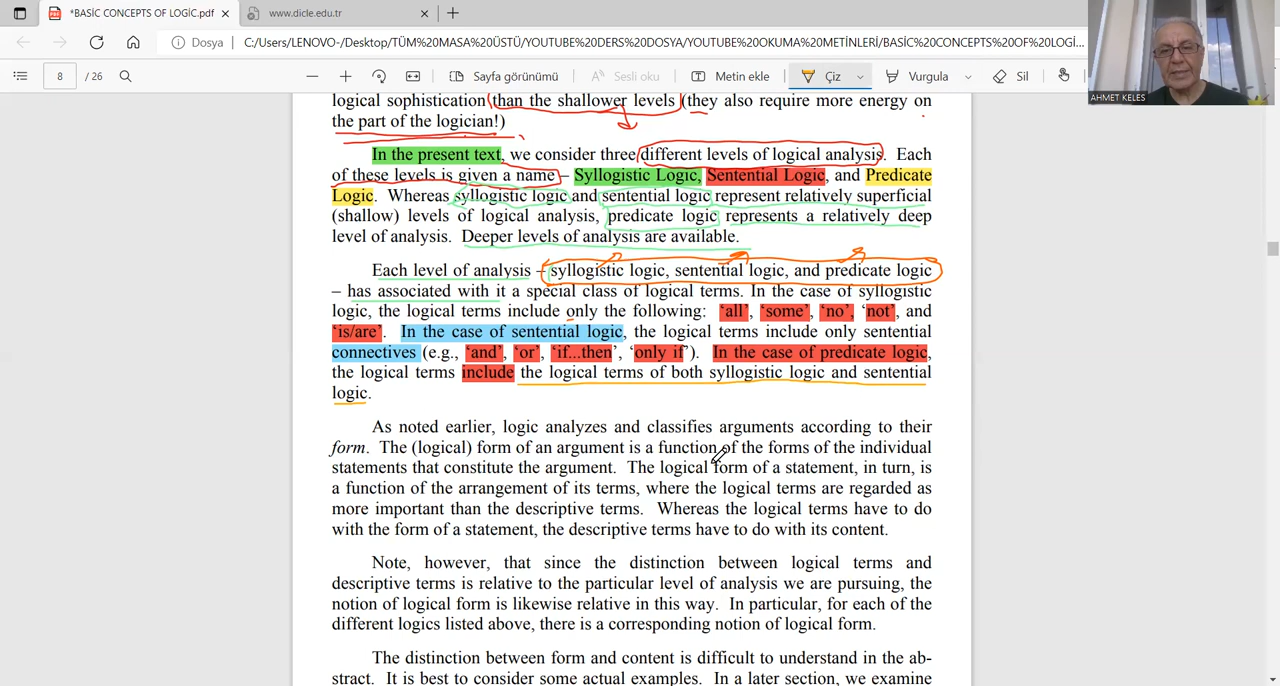 *BASİC CONCEPTS OF LOGİC.pdf
www.dicle.edu.tr
Dosya
C:/Users/LENOVO-/Desktop/TÜM%20MASA%20ÜSTÜ/YOUTUBE%20DERS%20DOSYA/YOUTUBE%20OKUMA%20METİNLERİ/BASİC%20CONCEPTS%20OF%20LOGİ...
8 / 26
Sayfa görünümü
Sesli oku
Metin ekle
Çiz
Vurgula
Sil
AHMET KELES
logical sophistication than the shallower levels (they also require more energy on
the part of the logician!)
In the present text, we consider three different levels of logical analysis. Each
of these levels is given a name – Syllogistic Logic, Sentential Logic, and Predicate
Logic. Whereas syllogistic logic and sentential logic represent relatively superficial
(shallow) levels of logical analysis, predicate logic represents a relatively deep
level of analysis. Deeper levels of analysis are available.
Each level of analysis – syllogistic logic, sentential logic, and predicate logic
– has associated with it a special class of logical terms. In the case of syllogistic
logic, the logical terms include only the following: ‘all’, ‘some’, ‘no’, ‘not’, and
‘is/are’. In the case of sentential logic, the logical terms include only sentential
connectives (e.g., ‘and’, ‘or’, ‘if...then’, ‘only if’). In the case of predicate logic,
the logical terms include the logical terms of both syllogistic logic and sentential
logic.
As noted earlier, logic analyzes and classifies arguments according to their
form. The (logical) form of an argument is a function of the forms of the individual
statements that constitute the argument. The logical form of a statement, in turn, is
a function of the arrangement of its terms, where the logical terms are regarded as
more important than the descriptive terms. Whereas the logical terms have to do
with the form of a statement, the descriptive terms have to do with its content.
Note, however, that since the distinction between logical terms and
descriptive terms is relative to the particular level of analysis we are pursuing, the
notion of logical form is likewise relative in this way. In particular, for each of the
different logics listed above, there is a corresponding notion of logical form.
The distinction between form and content is difficult to understand in the ab-
stract. It is best to consider some actual examples. In a later section, we examine